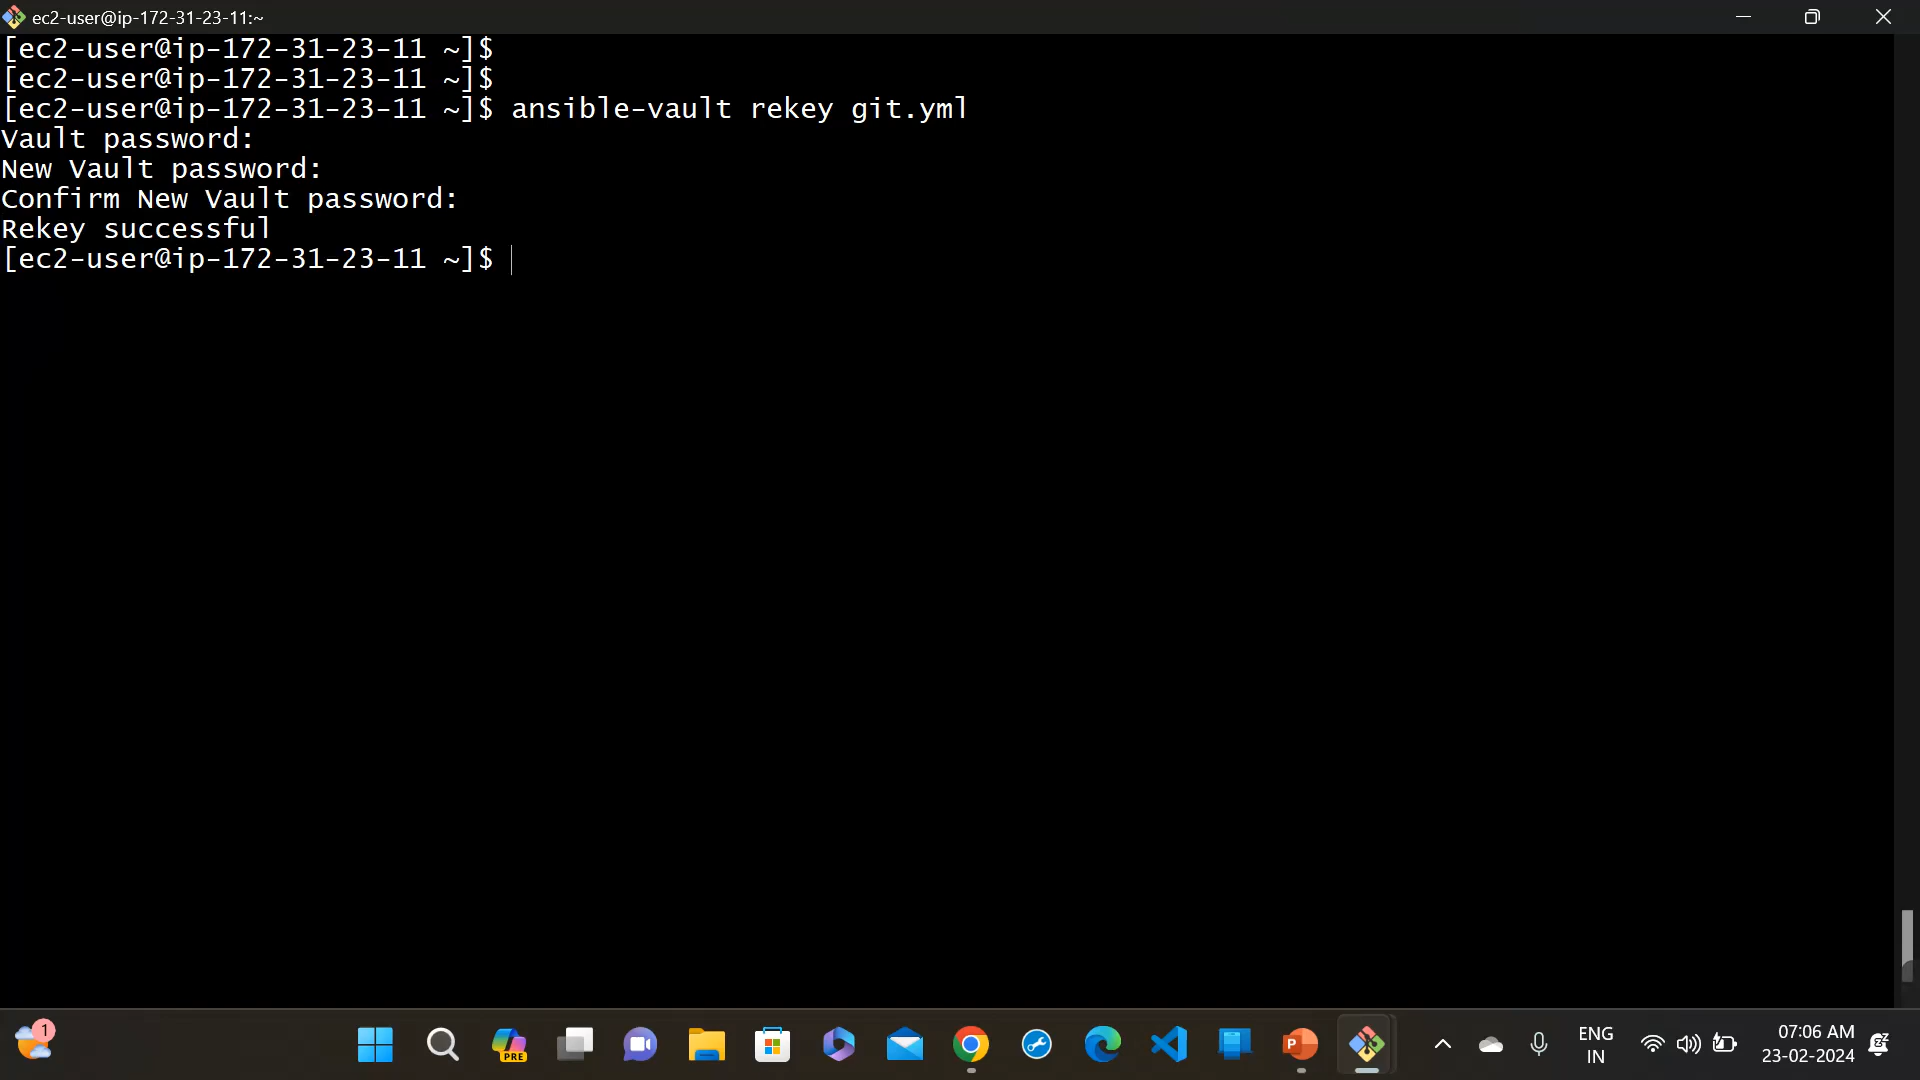 ec2-user@ip-172-31-23-11:~
[ec2-user@ip-172-31-23-11 ~]$
[ec2-user@ip-172-31-23-11 ~]$
[ec2-user@ip-172-31-23-11 ~]$ ansible-vault rekey git.yml
Vault password:
New Vault password:
Confirm New Vault password:
Rekey successful
[ec2-user@ip-172-31-23-11 ~]$
1
PRE
P
ENG
IN
07:06 AM
23-02-2024